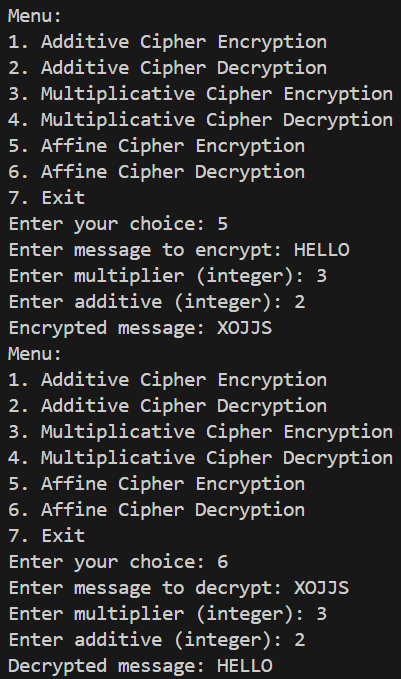 Menu:
1. Additive Cipher Encryption
2. Additive Cipher Decryption
3. Multiplicative Cipher Encryption
4. Multiplicative Cipher Decryption
5. Affine Cipher Encryption
6. Affine Cipher Decryption
7. Exit
Enter your choice: 5
Enter message to encrypt: HELLO
Enter multiplier (integer): 3
Enter additive (integer): 2
Encrypted message: XOJJS
Menu:
1. Additive Cipher Encryption
2. Additive Cipher Decryption
3. Multiplicative Cipher Encryption
4. Multiplicative Cipher Decryption
5. Affine Cipher Encryption
6. Affine Cipher Decryption
7. Exit
Enter your choice: 6
Enter message to decrypt: XOJJS
Enter multiplier (integer): 3
Enter additive (integer): 2
Decrypted message: HELLO